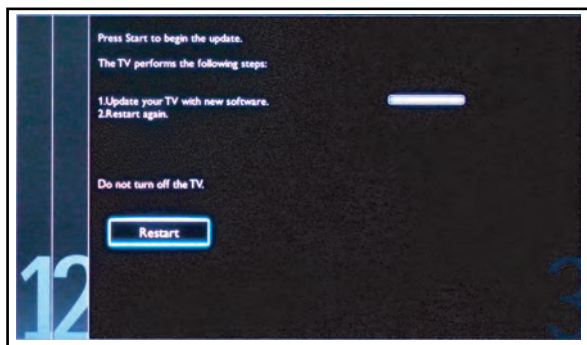 Press Start to begin the update.
The TV performs the following steps:
1.Update your TV with new software.
2.Restart again.
Do not turn off the TV.
Restart
12
3